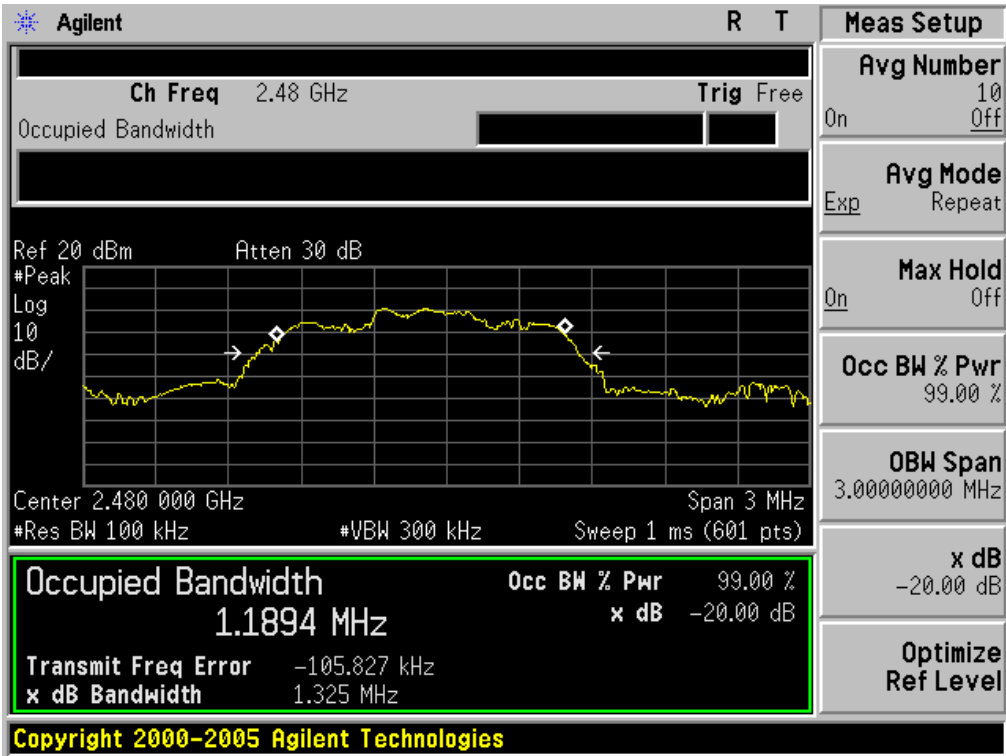 Agilent R T
Ch Freq 2.48 GHz Trig Free
Occupied Bandwidth
Ref 20 dBm Atten 30 dB
#Peak
Log
10
dB/
Center 2.480 000 GHz Span 3 MHz
#Res BW 100 kHz #VBW 300 kHz Sweep 1 ms (601 pts)
Occupied Bandwidth
1.1894 MHz
Occ BW % Pwr 99.00 %
x dB -20.00 dB
Transmit Freq Error -105.827 kHz
x dB Bandwidth 1.325 MHz
Copyright 2000-2005 Agilent Technologies
Meas Setup
Avg Number
10
On Off
Avg Mode
Exp Repeat
Max Hold
On Off
Occ BW % Pwr
99.00 %
OBW Span
3.00000000 MHz
x dB
-20.00 dB
Optimize
Ref Level